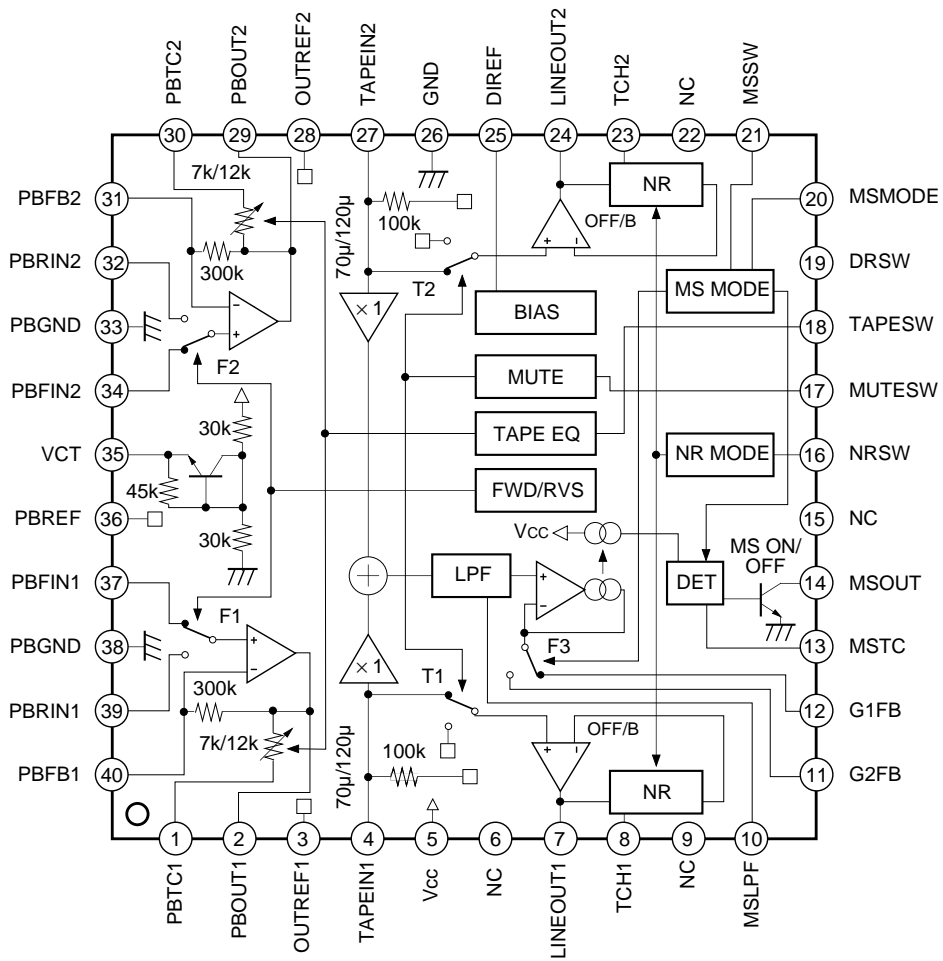 PBTC2
PBOUT2
OUTREF2
TAPEIN2
GND
DIREF
LINEOUT2
TCH2
NC
MSSW
30
29
28
27
26
25
24
23
22
21
PBFB2
31
PBRIN2
32
PBGND
33
PBFIN2
34
VCT
35
PBREF
36
PBFIN1
37
PBGND
38
PBRIN1
39
PBFB1
40
20
MSMODE
19
DRSW
18
TAPESW
17
MUTESW
16
NRSW
15
NC
14
MSOUT
13
MSTC
12
G1FB
11
G2FB
7k/12k
300k
−
+
F2
30k
45k
30k
F1
+
−
300k
7k/12k
70µ/120µ
100k
T2
× 1
+
× 1
T1
70µ/120µ
100k
NR
OFF/B
+
−
BIAS
MUTE
TAPE EQ
FWD/RVS
MS MODE
NR MODE
Vcc
LPF
+
−
F3
DET
MS ON/
OFF
OFF/B
+
−
NR
1
2
3
4
5
6
7
8
9
10
PBTC1
PBOUT1
OUTREF1
TAPEIN1
Vcc
NC
LINEOUT1
TCH1
NC
MSLPF